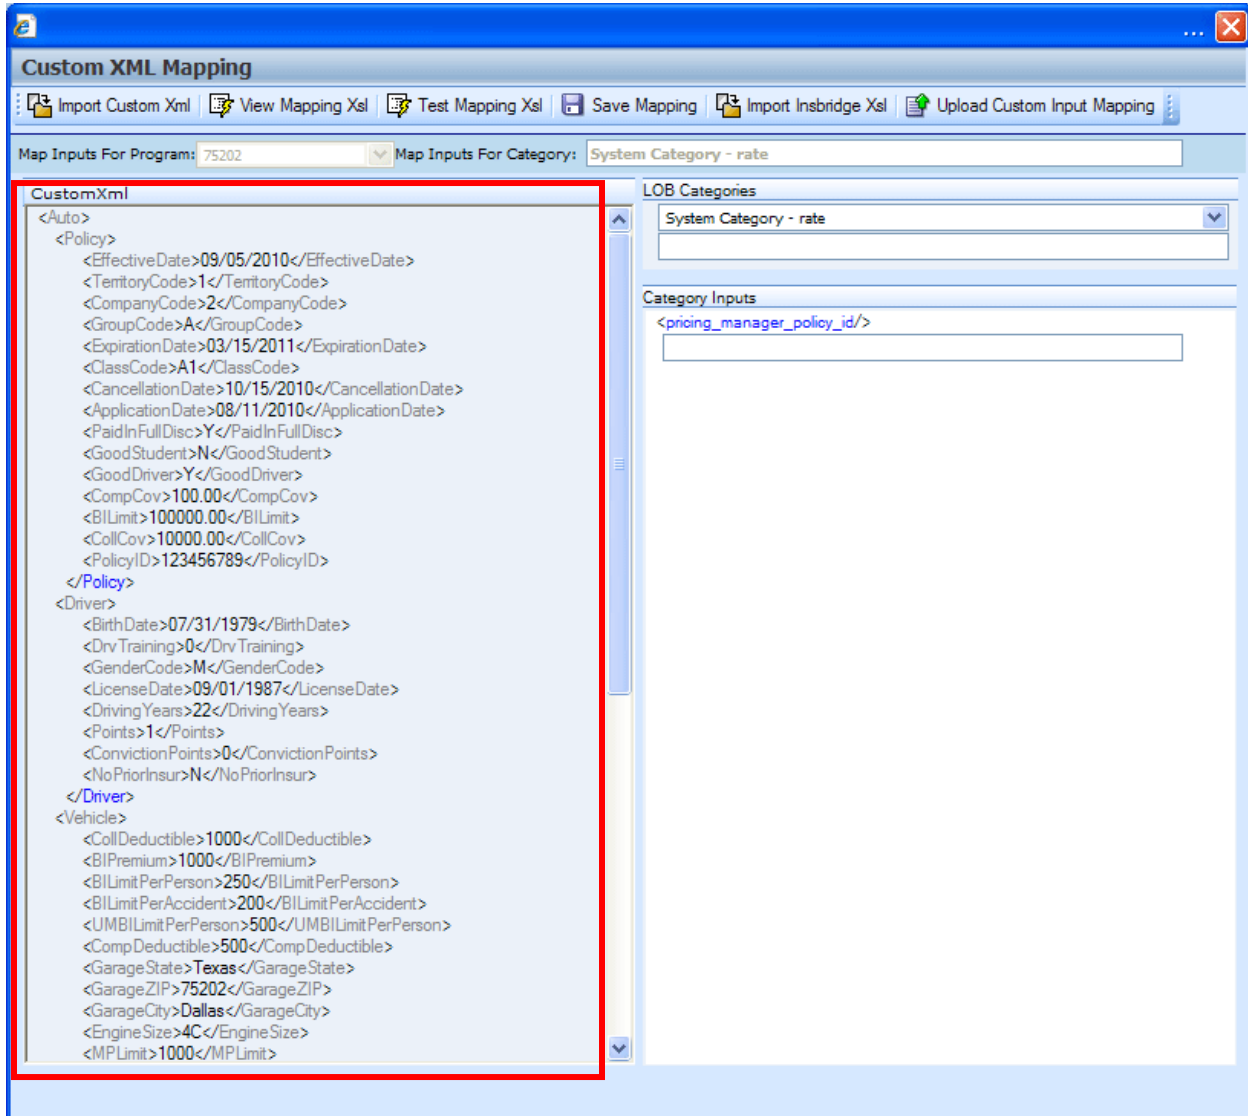 ...
Custom XML Mapping
Import Custom Xml View Mapping Xsl Test Mapping Xsl Save Mapping Import Insbridge Xsl Upload Custom Input Mapping
Map Inputs For Program: 75202 Map Inputs For Category: System Category - rate
CustomXml
<Auto>
<Policy>
<EffectiveDate>09/05/2010</EffectiveDate>
<TerritoryCode>1</TerritoryCode>
<CompanyCode>2</CompanyCode>
<GroupCode>A</GroupCode>
<ExpirationDate>03/15/2011</ExpirationDate>
<ClassCode>A1</ClassCode>
<CancellationDate>10/15/2010</CancellationDate>
<ApplicationDate>08/11/2010</ApplicationDate>
<PaidInFullDisc>Y</PaidInFullDisc>
<GoodStudent>N</GoodStudent>
<GoodDriver>Y</GoodDriver>
<CompCov>100.00</CompCov>
<BILimit>100000.00</BILimit>
<CollCov>10000.00</CollCov>
<PolicyID>123456789</PolicyID>
</Policy>
<Driver>
<BirthDate>07/31/1979</BirthDate>
<DrvTraining>0</DrvTraining>
<GenderCode>M</GenderCode>
<LicenseDate>09/01/1987</LicenseDate>
<DrivingYears>22</DrivingYears>
<Points>1</Points>
<ConvictionPoints>0</ConvictionPoints>
<NoPriorInsur>N</NoPriorInsur>
</Driver>
<Vehicle>
<CollDeductible>1000</CollDeductible>
<BIPremium>1000</BIPremium>
<BILimitPerPerson>250</BILimitPerPerson>
<BILimitPerAccident>200</BILimitPerAccident>
<UMBILimitPerPerson>500</UMBILimitPerPerson>
<CompDeductible>500</CompDeductible>
<GarageState>Texas</GarageState>
<GarageZIP>75202</GarageZIP>
<GarageCity>Dallas</GarageCity>
<EngineSize>4C</EngineSize>
<MPLimit>1000</MPLimit>
LOB Categories
System Category - rate
Category Inputs
<pricing_manager_policy_id/>